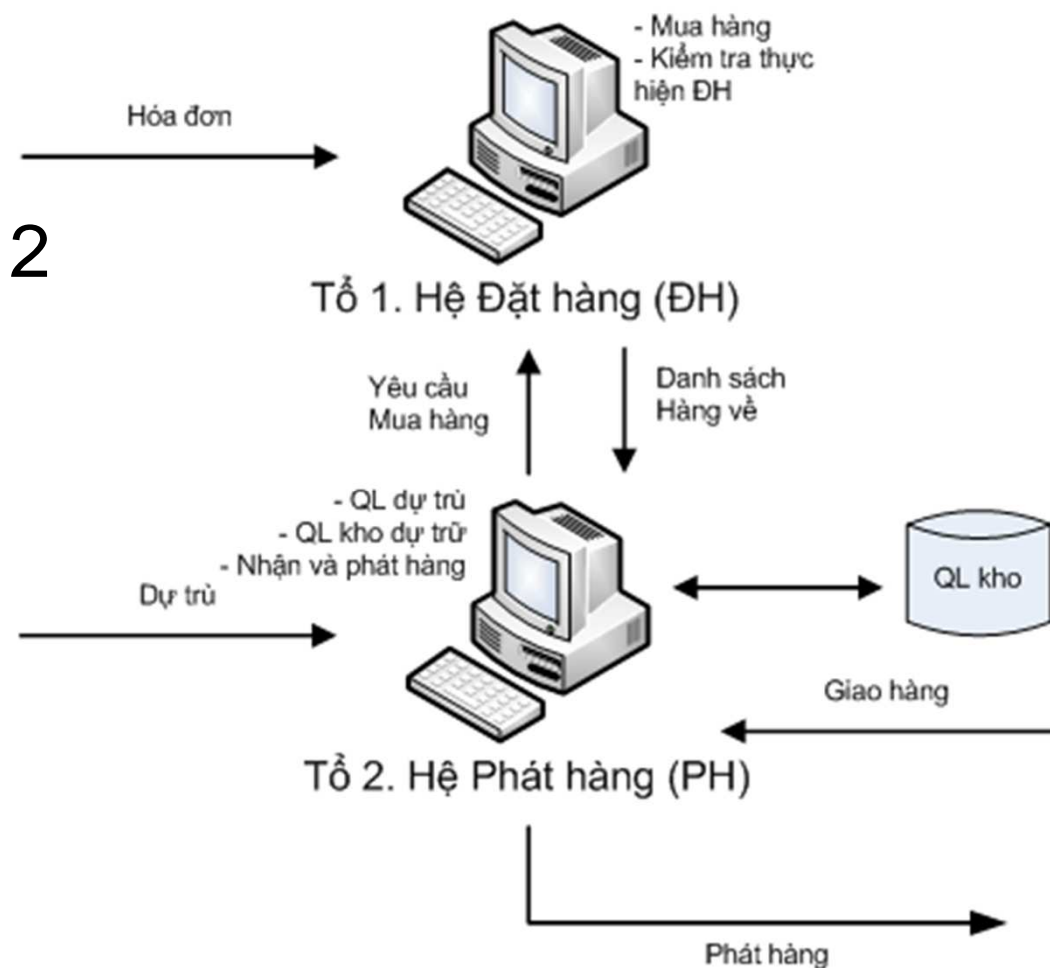 - Mua hàng
- Kiểm tra thực
hiện ĐH
Hóa đơn
2
Tổ 1. Hệ Đặt hàng (ĐH)
Yêu cầu
Mua hàng
Danh sách
Hàng về
- QL dự trù
- QL kho dự trữ
- Nhận và phát hàng
Dự trù
QL kho
Giao hàng
Tổ 2. Hệ Phát hàng (PH)
Phát hàng